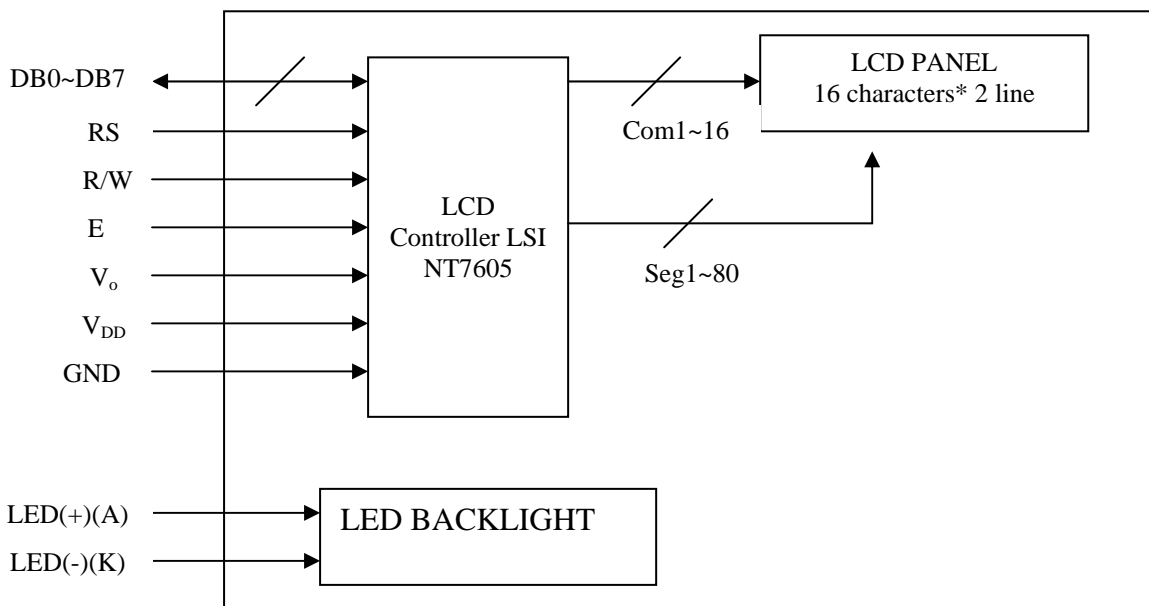 DB0~DB7
RS
R/W
E
Vo
VDD
GND
LCD
Controller LSI
NT7605
Com1~16
Seg1~80
LCD PANEL
16 characters* 2 line
LED(+)(A)
LED(-)(K)
LED BACKLIGHT